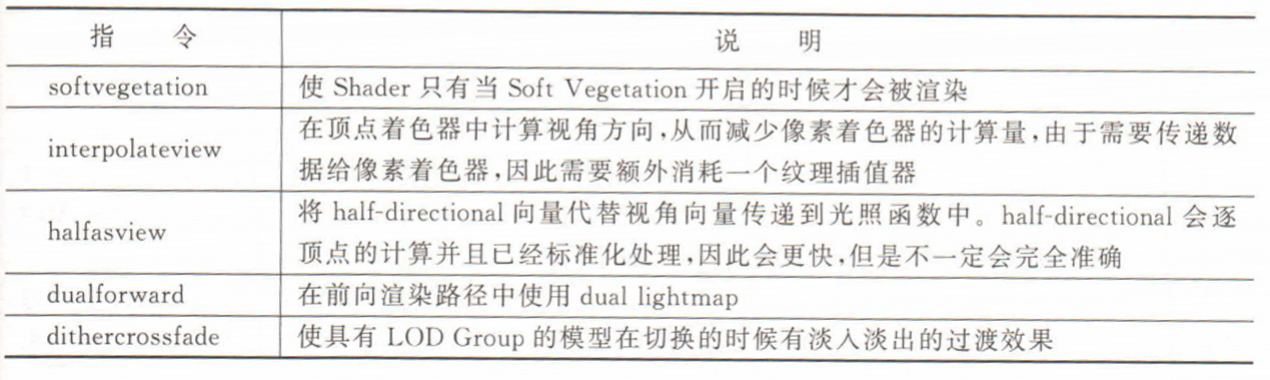 指 令 说 明
softvegetation 使 Shader 只有当 Soft Vegetation 开启的时候才会被渲染
interpolateview 在顶点着色器中计算视角方向,从而减少像素着色器的计算量,由于需要传递数
据给像素着色器,因此需要额外消耗一个纹理插值器
halfasview 将 half-directional 向量代替视角向量传递到光照函数中。half-directional 会逐
顶点的计算并且已经标准化处理,因此会更快,但是不一定会完全准确
dualforward 在前向渲染路径中使用 dual lightmap
dithercrossfade 使具有 LOD Group 的模型在切换的时候有淡入淡出的过渡效果